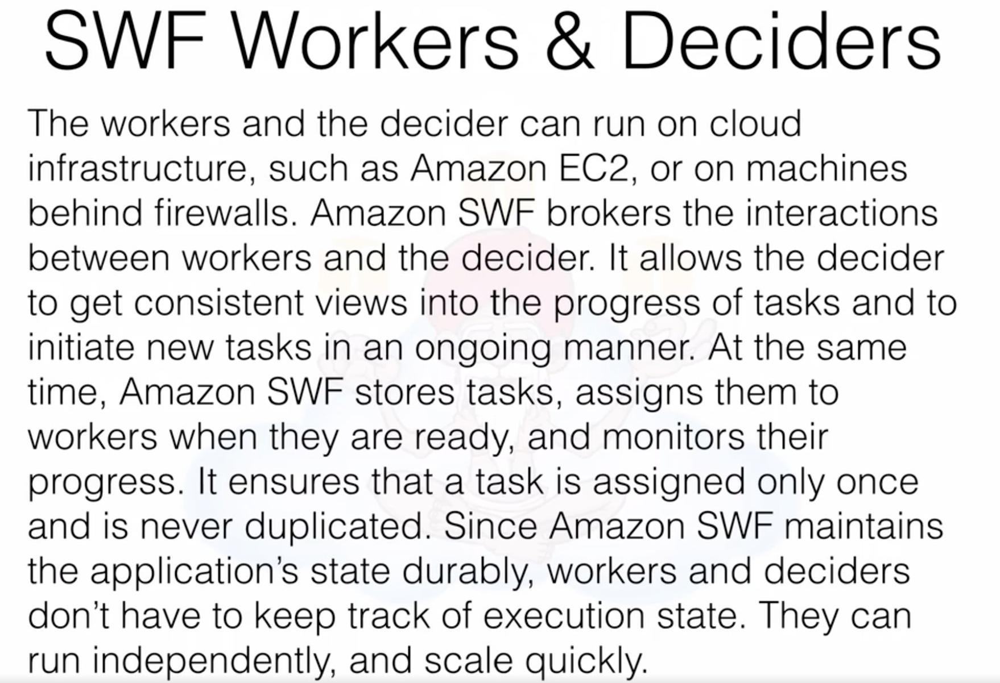 SWF Workers & Deciders
The workers and the decider can run on cloud
infrastructure, such as Amazon EC2, or on machines
behind firewalls. Amazon SWF brokers the interactions
between workers and the decider. It allows the decider
to get consistent views into the progress of tasks and to
initiate new tasks in an ongoing manner. At the same
time, Amazon SWF stores tasks, assigns them to
workers when they are ready, and monitors their
progress. It ensures that a task is assigned only once
and is never duplicated. Since Amazon SWF maintains
the application’s state durably, workers and deciders
don’t have to keep track of execution state. They can
run independently, and scale quickly.